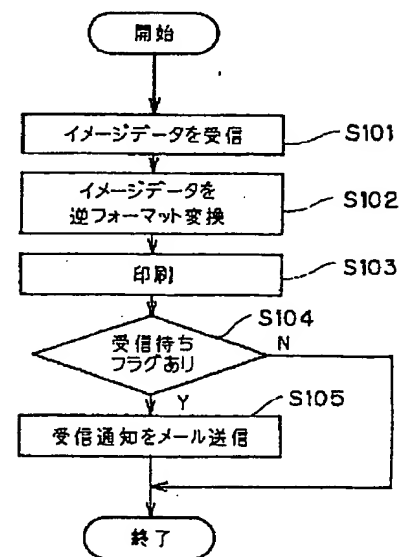 開始
イメージデータを受信
S101
イメージデータを
逆フォーマット変換
S102
印刷
S103
S104
受信待ち
フラグあり
N
Y
S105
受信通知をメール送信
終了